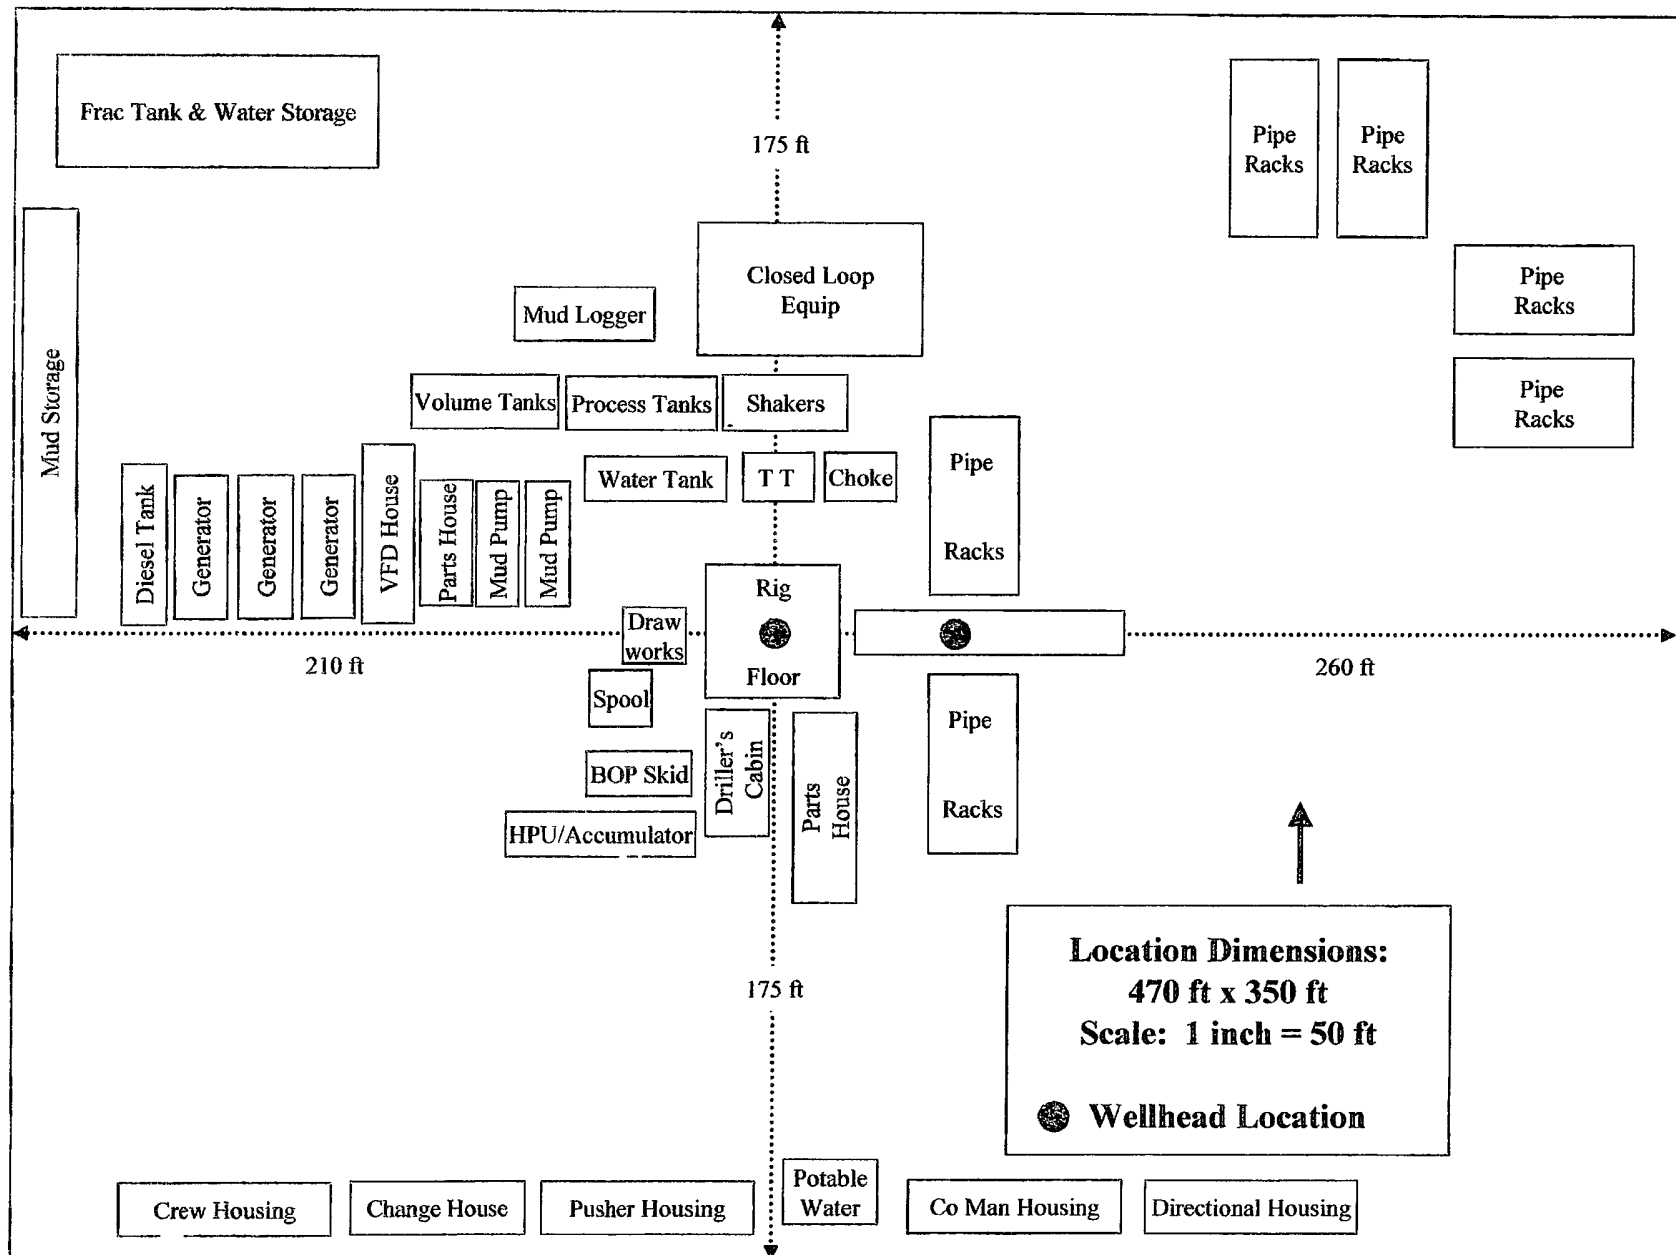 Frac Tank & Water Storage
175 ft
Pipe
Racks
Pipe
Racks
Mud Storage
Closed Loop
Equip
Mud Logger
Pipe
Racks
Pipe
Racks
Volume Tanks
Process Tanks
Shakers
Water Tank
T T
Choke
Pipe
Racks
Diesel Tank
Generator
Generator
Generator
VFD House
Parts House
Mud Pump
Mud Pump
Rig
Floor
Draw
works
210 ft
260 ft
Spool
BOP Skid
HPU/Accumulator
Driller's
Cabin
Parts
House
Pipe
Racks
175 ft
Location Dimensions:
470 ft x 350 ft
Scale: 1 inch = 50 ft
Wellhead Location
Crew Housing
Change House
Pusher Housing
Potable
Water
Co Man Housing
Directional Housing